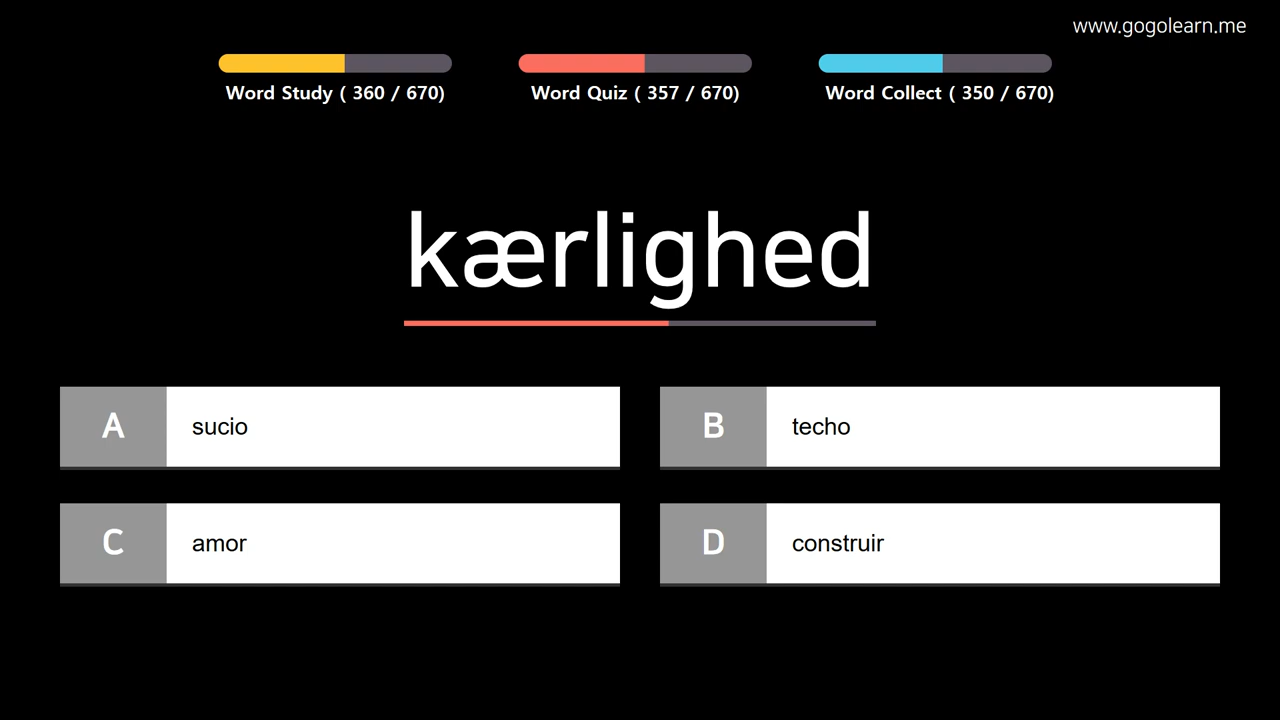 www.gogolearn.me
Word Study ( 360 / 670)
Word Quiz ( 357 / 670)
Word Collect ( 350 / 670)
kærlighed
A sucio
B techo
C amor
D construir